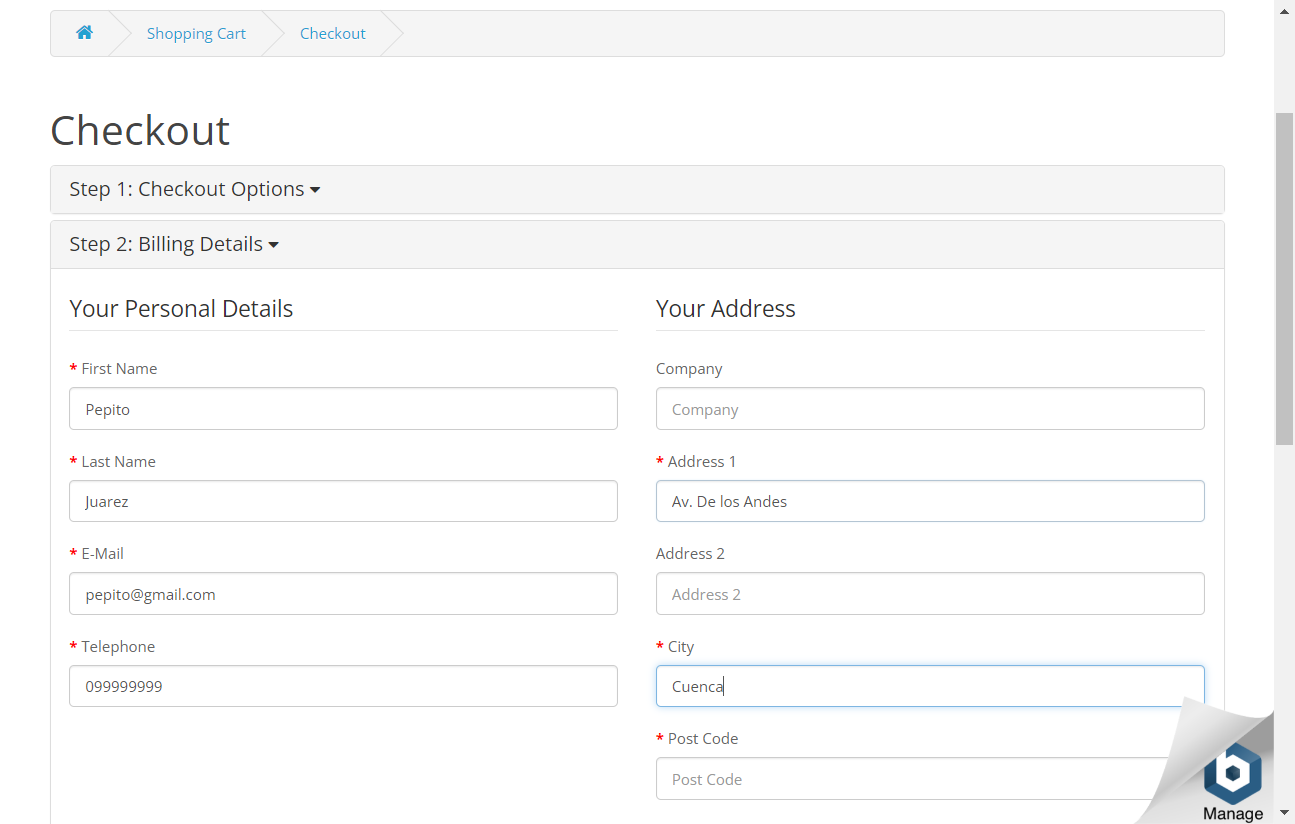 Shopping Cart
Checkout
Checkout
Step 1: Checkout Options
Step 2: Billing Details
Your Personal Details
* First Name
Pepito
* Last Name
Juarez
* E-Mail
pepito@gmail.com
* Telephone
099999999
Your Address
Company
Company
* Address 1
Av. De los Andes
Address 2
Address 2
* City
Cuenca
* Post Code
Post Code
b
Manage